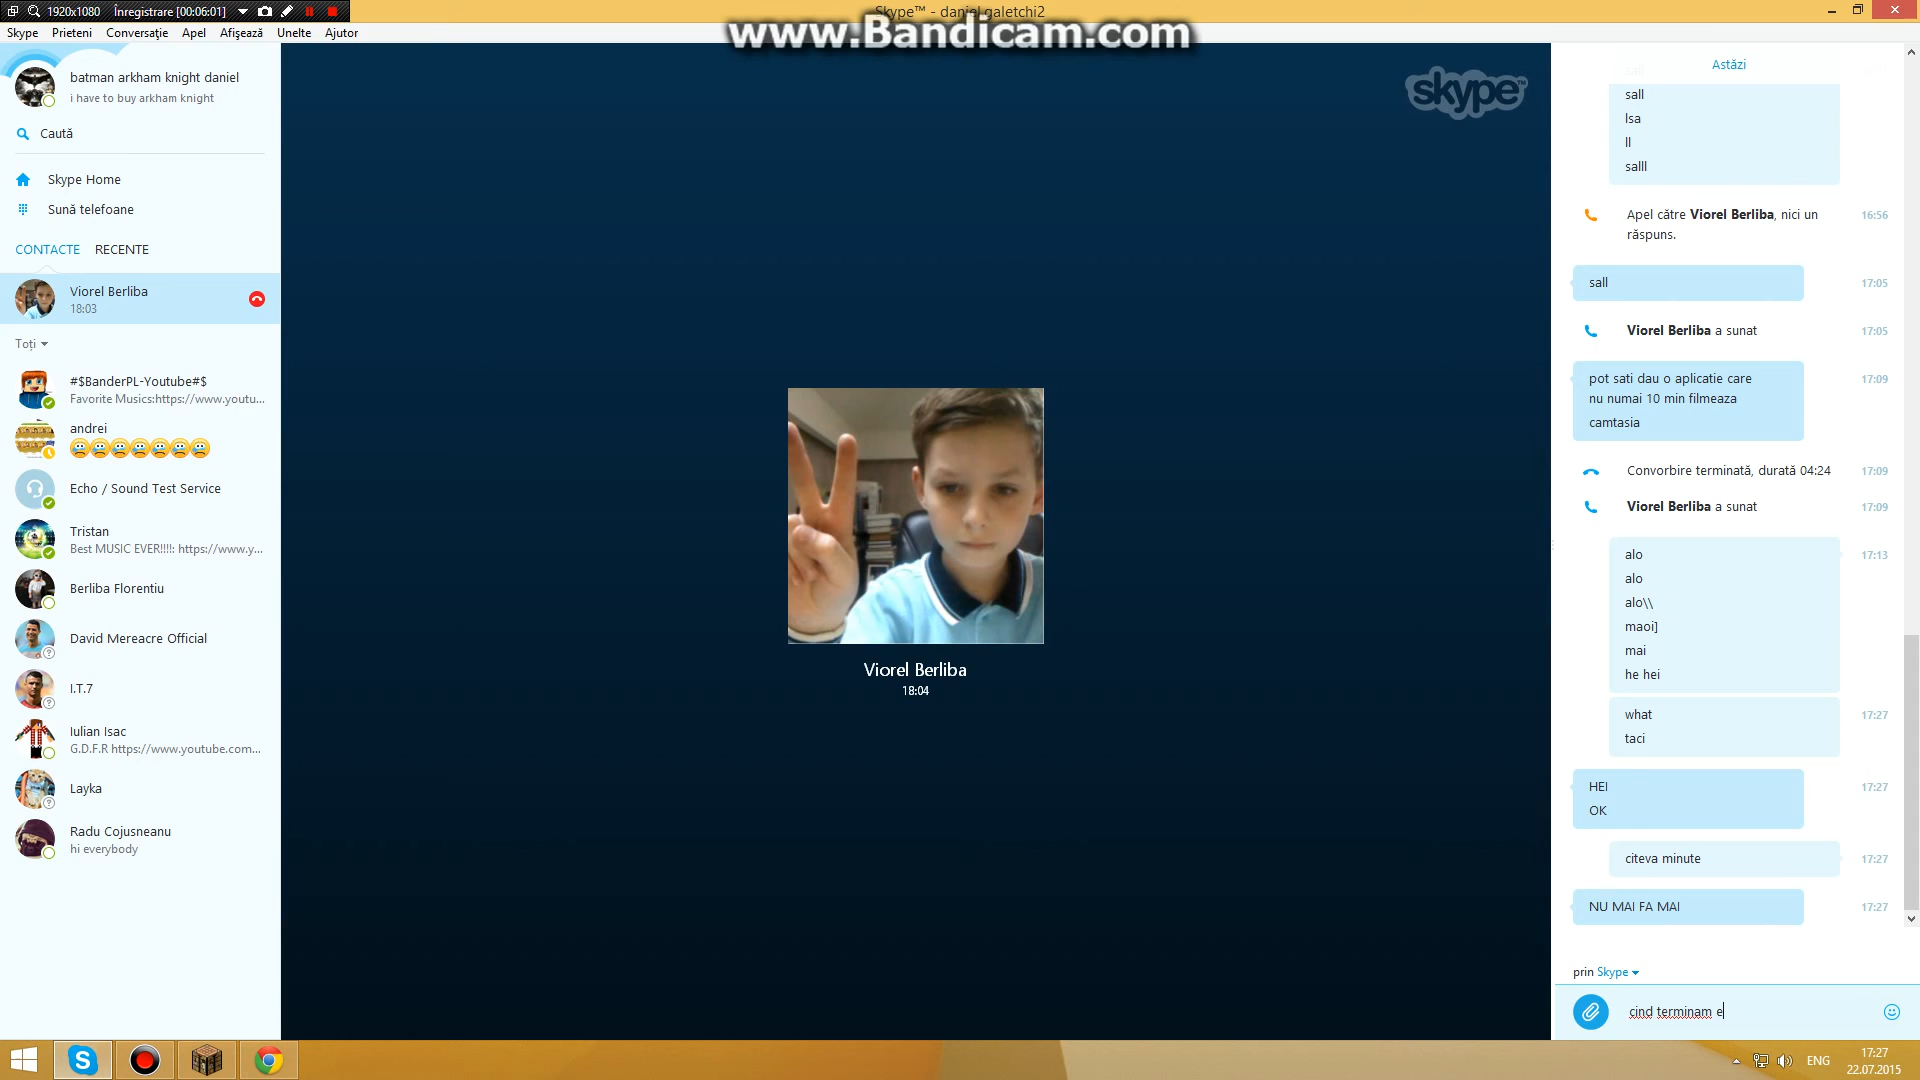 1920x1080 Înregistrare [00:06:01]
Skype™ - daniel.galetchi2
www.Bandicam.com
Skype Prieteni Conversaţie Apel Afişează Unelte Ajutor
batman arkham knight daniel
i have to buy arkham knight
Caută
Skype Home
Sună telefoane
CONTACTE RECENTE
Viorel Berliba
18:03
Toți
#$BanderPL-Youtube#$
Favorite Musics:https://www.youtu...
andrei
Echo / Sound Test Service
Tristan
Best MUSIC EVER!!!!: https://www.y...
Berliba Florentiu
David Mereacre Official
I.T.7
Iulian Isac
G.D.F.R https://www.youtube.com...
Layka
Radu Cojusneanu
hi everybody
skype™
Viorel Berliba
18:04
Astăzi
sall
sall
lsa
ll
salll
Apel către Viorel Berliba, nici un 16:56
răspuns.
sall 17:05
Viorel Berliba a sunat 17:05
pot sati dau o aplicatie care 17:09
nu numai 10 min filmeaza
camtasia
Convorbire terminată, durată 04:24 17:09
Viorel Berliba a sunat 17:09
alo 17:13
alo
alo\\
maoi]
mai
he hei
what 17:27
taci
HEI 17:27
OK
citeva minute 17:27
NU MAI FA MAI 17:27
prin Skype
cind terminam e
ENG
17:27
22.07.2015